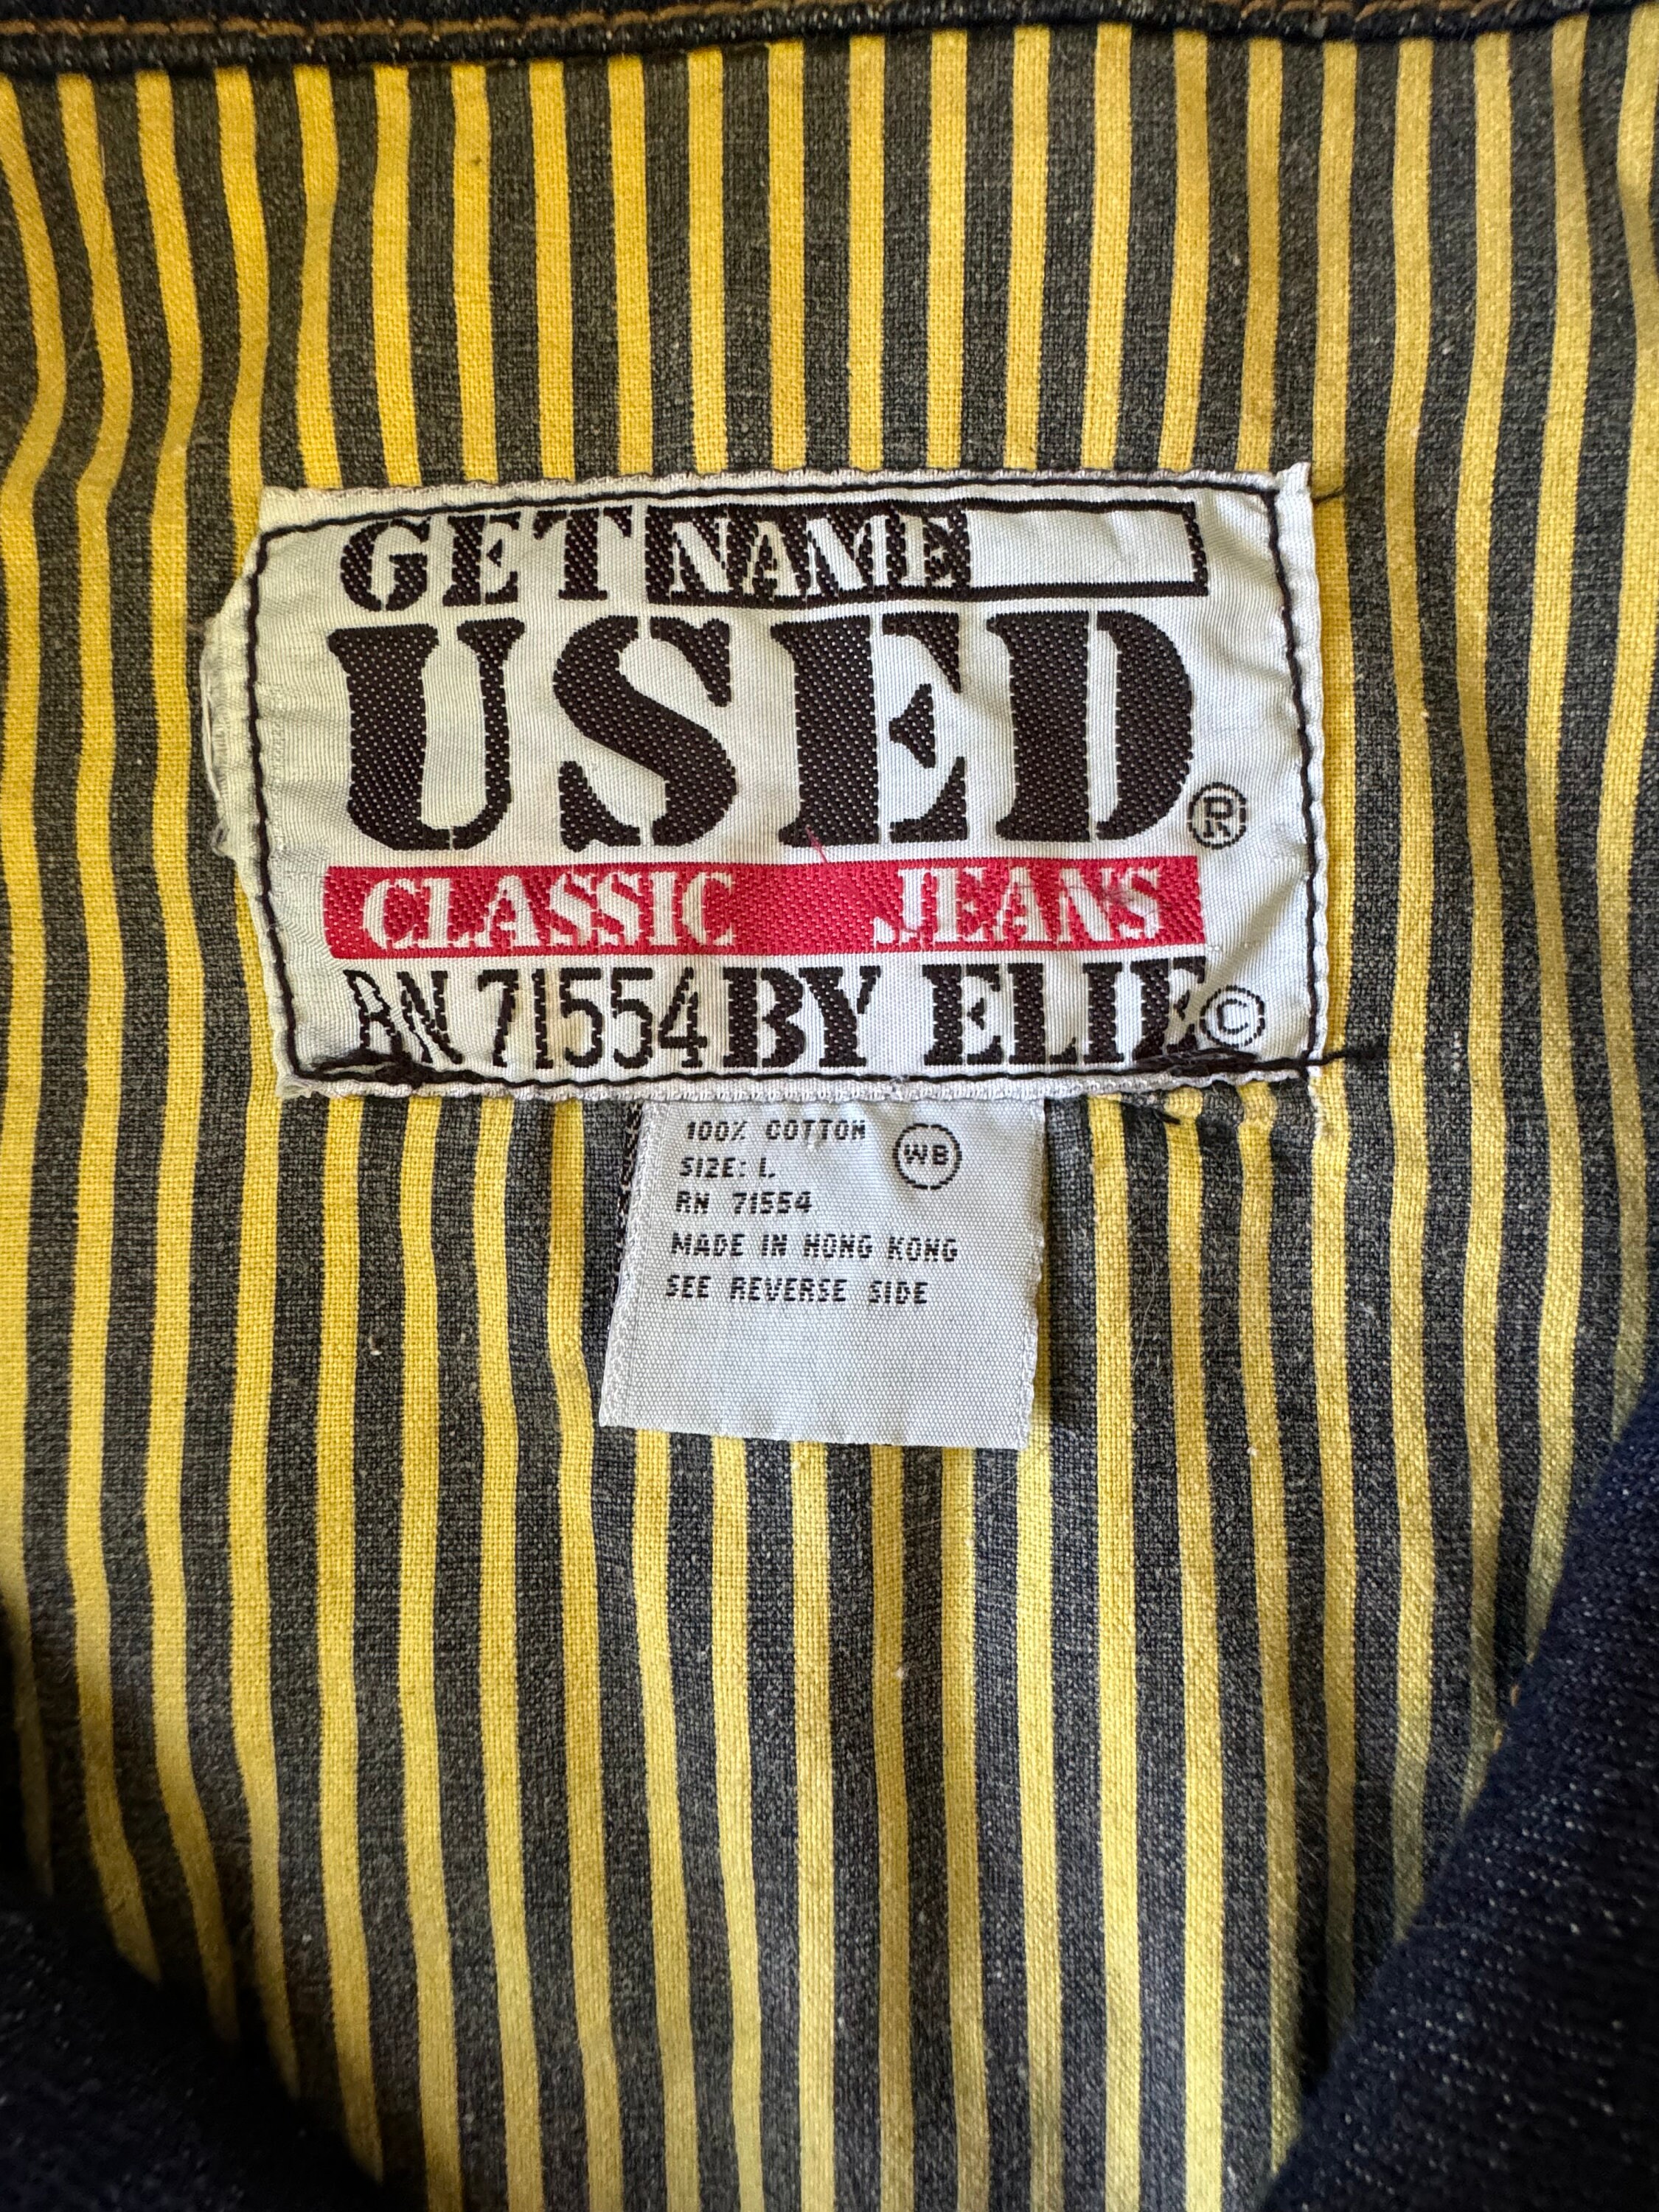 GET NAME
USED ®
CLASSIC JEANS
RN 71554 BY ELIE ©
100% COTTON
WB
SIZE: L
RN 71554
MADE IN HONG KONG
SEE REVERSE SIDE